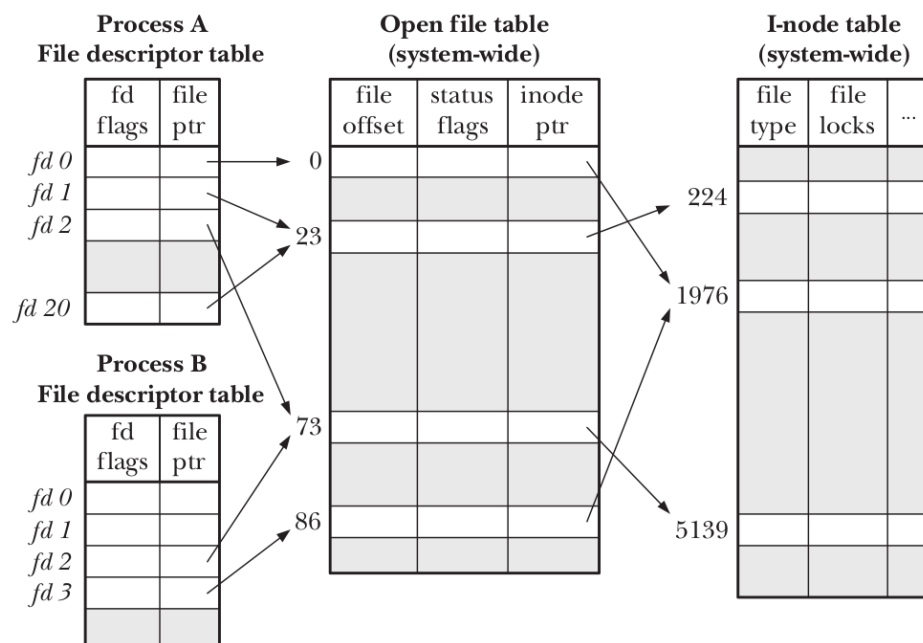 Process A
File descriptor table
fd
flags
file
ptr
fd 0
fd 1
fd 2
fd 20
Process B
File descriptor table
fd
flags
file
ptr
fd 0
fd 1
fd 2
fd 3
Open file table
(system-wide)
file
offset
status
flags
inode
ptr
0
23
73
86
I-node table
(system-wide)
file
type
file
locks
...
224
1976
5139